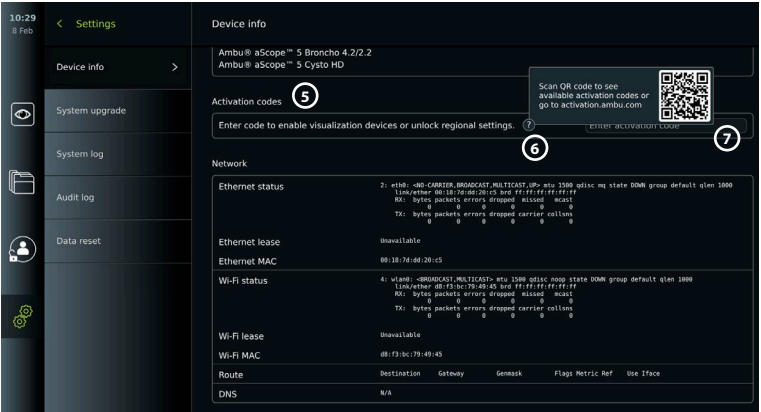 10:29
8 Feb
Settings
Device info
System upgrade
System log
Audit log
Data reset
Device info
Ambu® aScope™ 5 Broncho 4.2/2.2
Ambu® aScope™ 5 Cysto HD
Activation codes
5
Scan QR code to see
available activation codes or
go to activation.ambu.com
Enter code to enable visualization devices or unlock regional settings.
?
Enter activation code
6
7
Network
Ethernet status
2: eth0: <NO-CARRIER,BROADCAST,MULTICAST,UP> mtu 1500 qdisc mq state DOWN group default qlen 1000
link/ether 00:18:7d:dd:20:c5 brd ff:ff:ff:ff:ff:ff
RX: bytes packets errors dropped missed mcast
0 0 0 0 0 0
TX: bytes packets errors dropped carrier collsns
0 0 0 0 0 0
Ethernet lease
Unavailable
Ethernet MAC
00:18:7d:dd:20:c5
Wi-Fi status
4: wlan0: <BROADCAST,MULTICAST> mtu 1500 qdisc noop state DOWN group default qlen 1000
link/ether d8:f3:bc:79:49:45 brd ff:ff:ff:ff:ff:ff
RX: bytes packets errors dropped missed mcast
0 0 0 0 0 0
TX: bytes packets errors dropped carrier collsns
0 0 0 0 0 0
Wi-Fi lease
Unavailable
Wi-Fi MAC
d8:f3:bc:79:49:45
Route
Destination Gateway Genmask Flags Metric Ref Use Iface
DNS
N/A